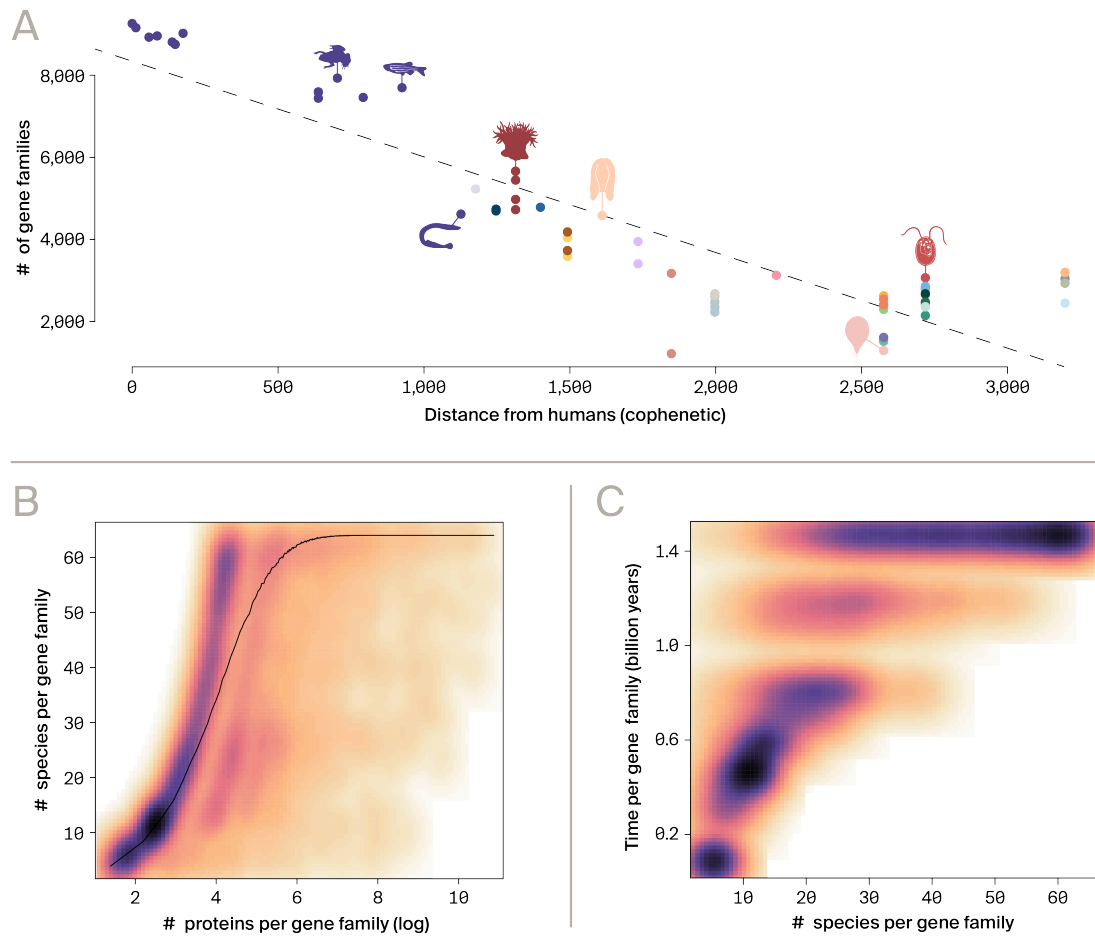 A
8,000
6,000
4,000
2,000
# of gene families
0 500 1,000 1,500 2,000 2,500 3,000
Distance from humans (cophenetic)
B
60
50
40
30
20
10
# species per gene family
2 4 6 8 10
# proteins per gene family (log)
C
1.4
1.0
0.6
0.2
Time per gene family (billion years)
10 20 30 40 50 60
# species per gene family